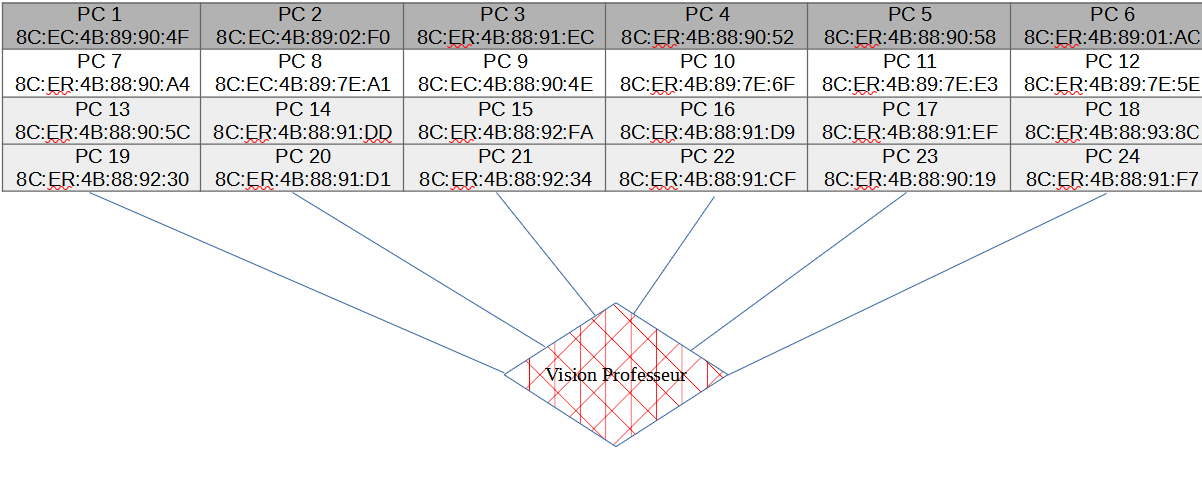 PC 1 PC 2 PC 3 PC 4 PC 5 PC 6
8C:EC:4B:89:90:4F 8C:EC:4B:89:02:F0 8C:ER:4B:88:91:EC 8C:ER:4B:88:90:52 8C:ER:4B:88:90:58 8C:ER:4B:89:01:AC
PC 7 PC 8 PC 9 PC 10 PC 11 PC 12
8C:ER:4B:88:90:A4 8C:EC:4B:89:7E:A1 8C:EC:4B:88:90:4E 8C:ER:4B:89:7E:6F 8C:ER:4B:89:7E:E3 8C:ER:4B:89:7E:5E
PC 13 PC 14 PC 15 PC 16 PC 17 PC 18
8C:ER:4B:88:90:5C 8C:ER:4B:88:91:DD 8C:ER:4B:88:92:FA 8C:ER:4B:88:91:D9 8C:ER:4B:88:91:EF 8C:ER:4B:88:93:8C
PC 19 PC 20 PC 21 PC 22 PC 23 PC 24
8C:ER:4B:88:92:30 8C:ER:4B:88:91:D1 8C:ER:4B:88:92:34 8C:ER:4B:88:91:CF 8C:ER:4B:88:90:19 8C:ER:4B:88:91:F7
Vision Professeur